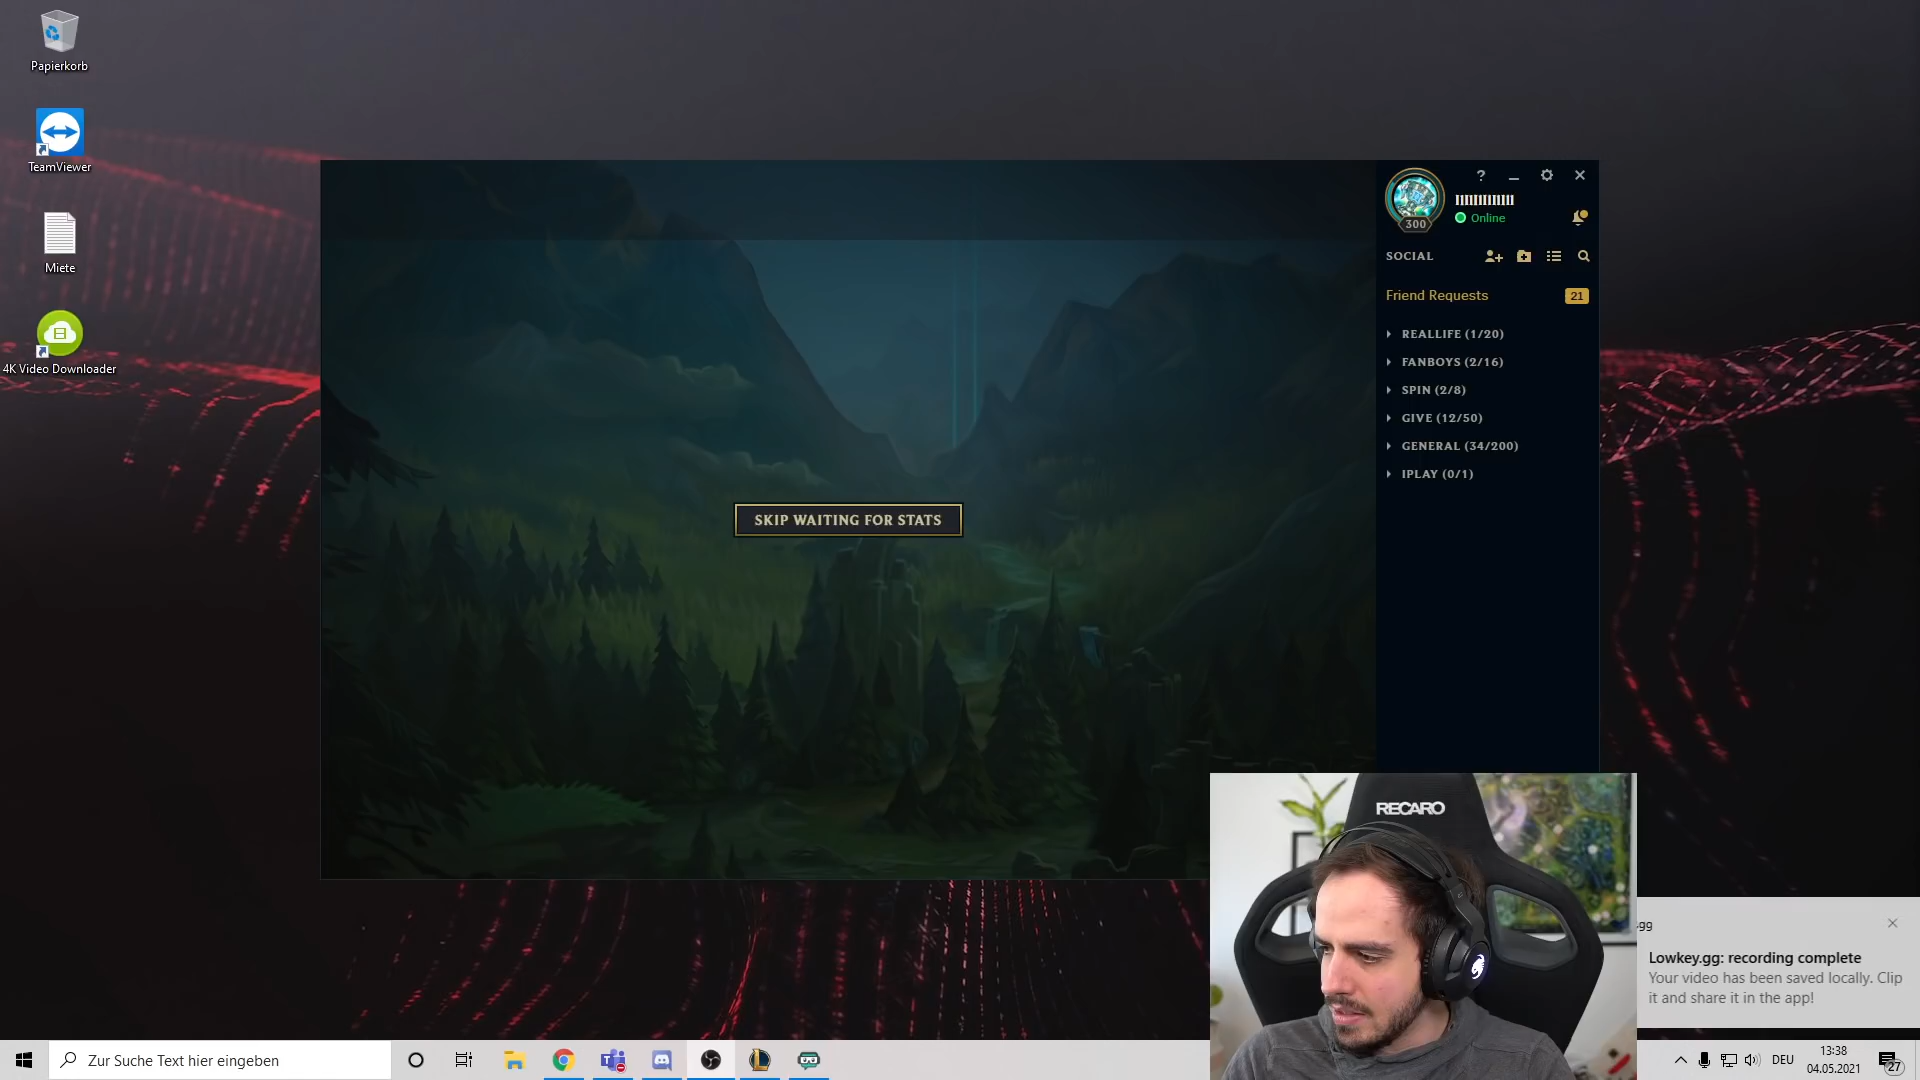 Papierkorb
TeamViewer
Miete
4K Video Downloader
?
300
Online
SOCIAL
Friend Requests 21
REALLIFE (1/20)
FANBOYS (2/16)
SPIN (2/8)
GIVE (12/50)
GENERAL (34/200)
IPLAY (0/1)
SKIP WAITING FOR STATS
RECARO
.gg
Lowkey.gg: recording complete
Your video has been saved locally. Clip
it and share it in the app!
Zur Suche Text hier eingeben
DEU
13:38
04.05.2021
27